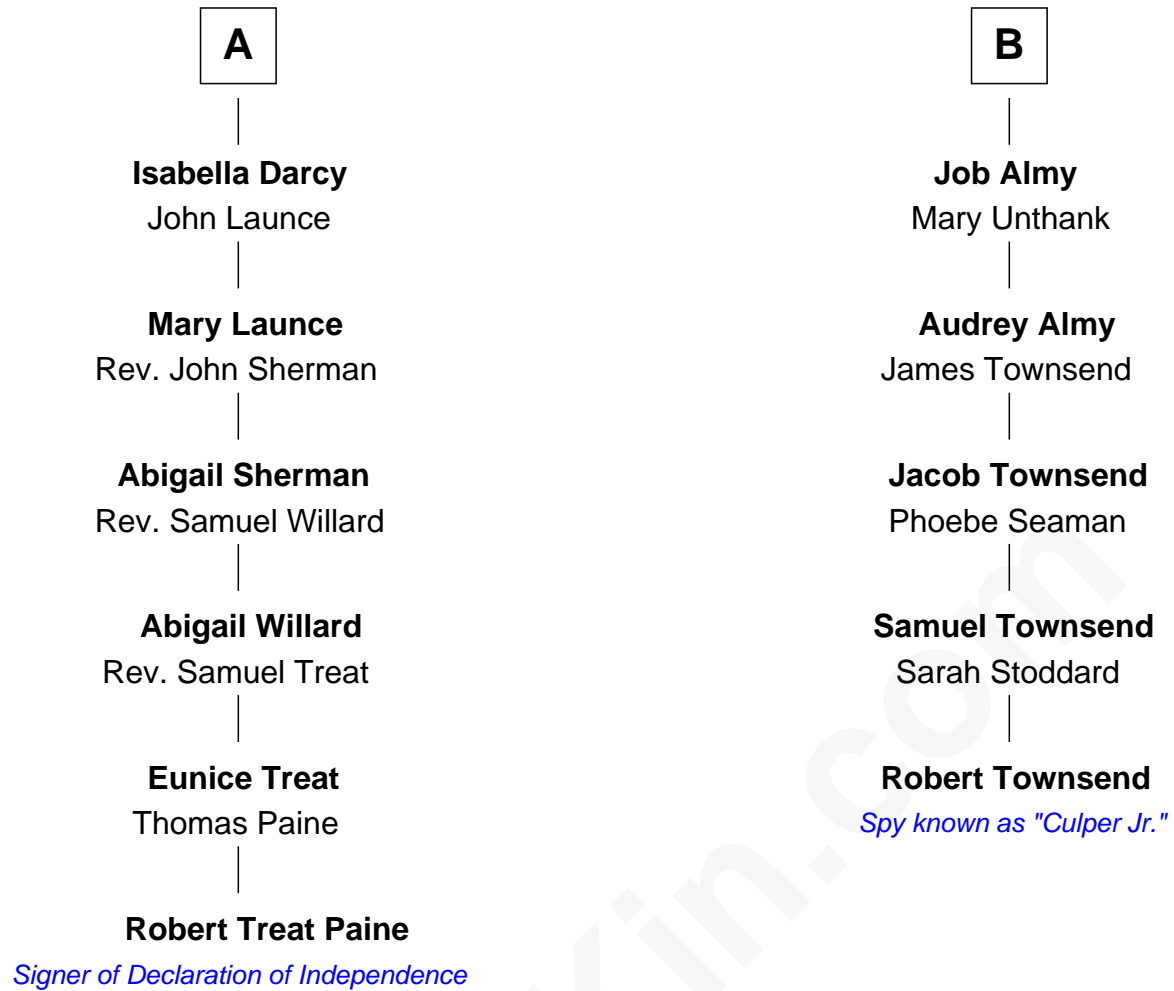 A
Isabella Darcy
John Launce
Mary Launce
Rev. John Sherman
Abigail Sherman
Rev. Samuel Willard
Abigail Willard
Rev. Samuel Treat
Eunice Treat
Thomas Paine
Robert Treat Paine
Signer of Declaration of Independence
B
Job Almy
Mary Unthank
Audrey Almy
James Townsend
Jacob Townsend
Phoebe Seaman
Samuel Townsend
Sarah Stoddard
Robert Townsend
Spy known as "Culper Jr."
kin.com